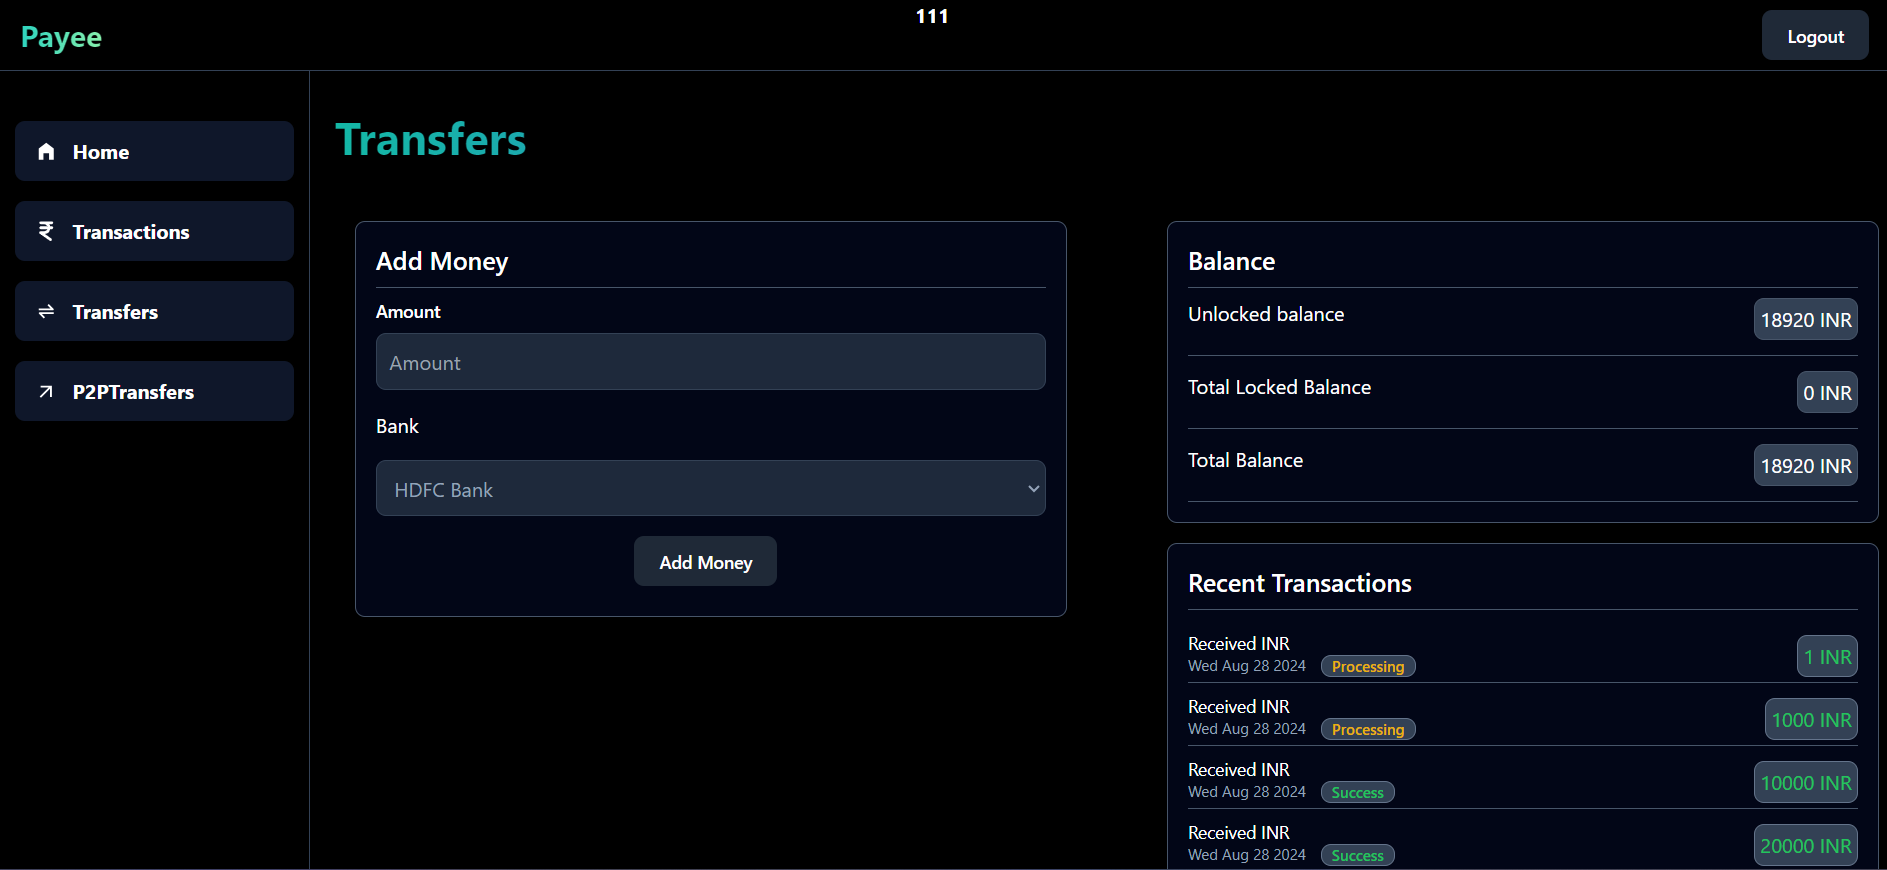 Payee
111
Logout
Home
Transactions
Transfers
P2PTransfers
Transfers
Add Money
Amount
Amount
Bank
HDFC Bank
Add Money
Balance
Unlocked balance
18920 INR
Total Locked Balance
0 INR
Total Balance
18920 INR
Recent Transactions
Received INR
Wed Aug 28 2024 Processing
1 INR
Received INR
Wed Aug 28 2024 Processing
1000 INR
Received INR
Wed Aug 28 2024 Success
10000 INR
Received INR
Wed Aug 28 2024 Success
20000 INR